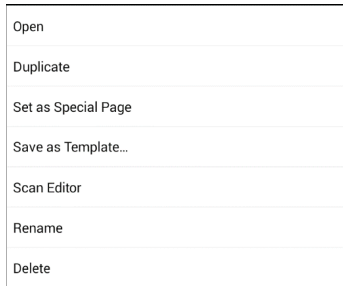 Open
Duplicate
Set as Special Page
Save as Template...
Scan Editor
Rename
Delete